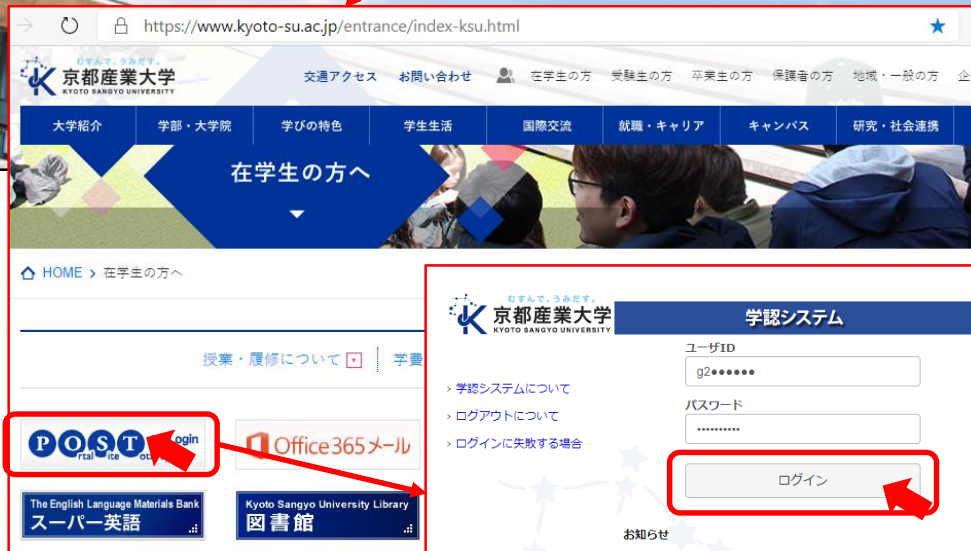 https://www.kyoto-su.ac.jp/entrance/index-ksu.html
むすんで、うみだす。
京都産業大学
KYOTO SANGYO UNIVERSITY
交通アクセス お問い合わせ 在学生の方 受験生の方 卒業生の方 保護者の方 地域・一般の方 企
大学紹介 学部・大学院 学びの特色 学生生活 国際交流 就職・キャリア キャンパス 研究・社会連携
在学生の方へ
HOME > 在学生の方へ
授業・履修について 学費
POST ogin
rtal ite
Office365メール
The English Language Materials Bank
スーパー英語
Kyoto Sangyo University Library
図書館
むすんで、うみだす。
京都産業大学
KYOTO SANGYO UNIVERSITY
学認システム
› 学認システムについて
› ログアウトについて
› ログインに失敗する場合
ユーザID
g2●●●●●●
パスワード
••••••••••
ログイン
お知らせ